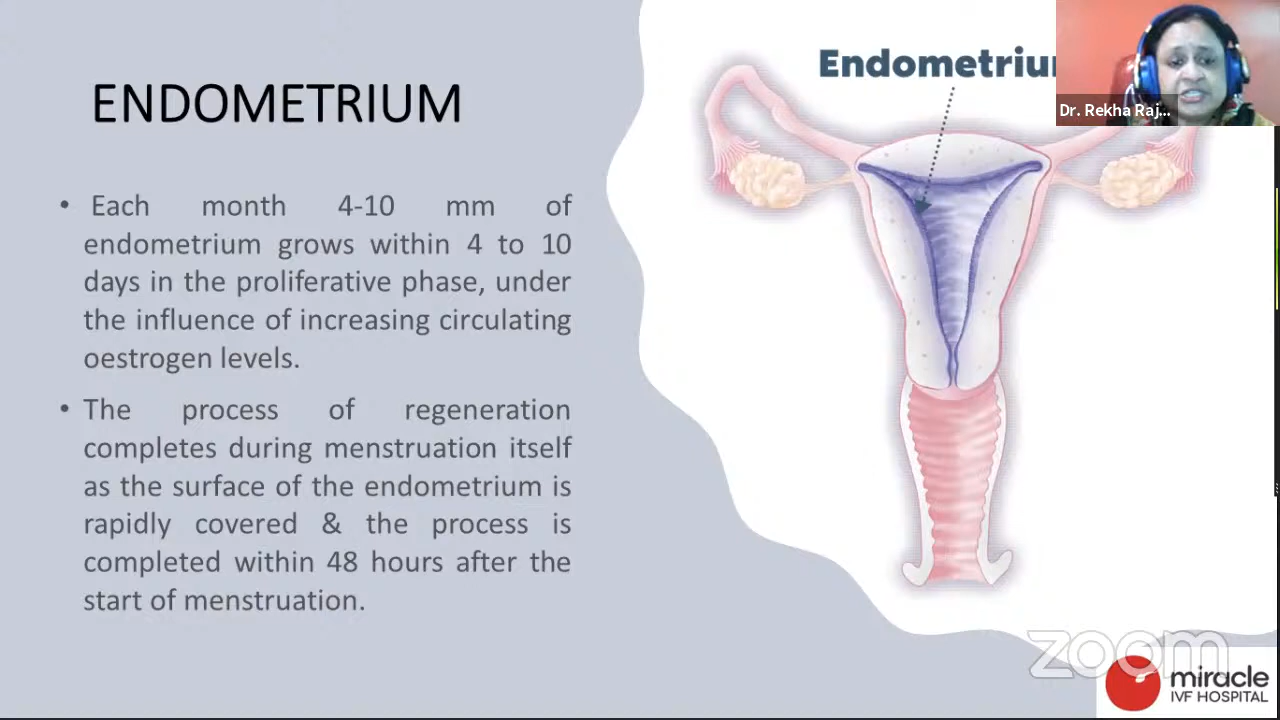 ENDOMETRIUM
Each month 4-10 mm of
endometrium grows within 4 to 10
days in the proliferative phase, under
the influence of increasing circulating
oestrogen levels.
The process of regeneration
completes during menstruation itself
as the surface of the endometrium is
rapidly covered & the process is
completed within 48 hours after the
start of menstruation.
Endometriu
Dr. Rekha Raj...
zoom
miracle
IVF HOSPITAL